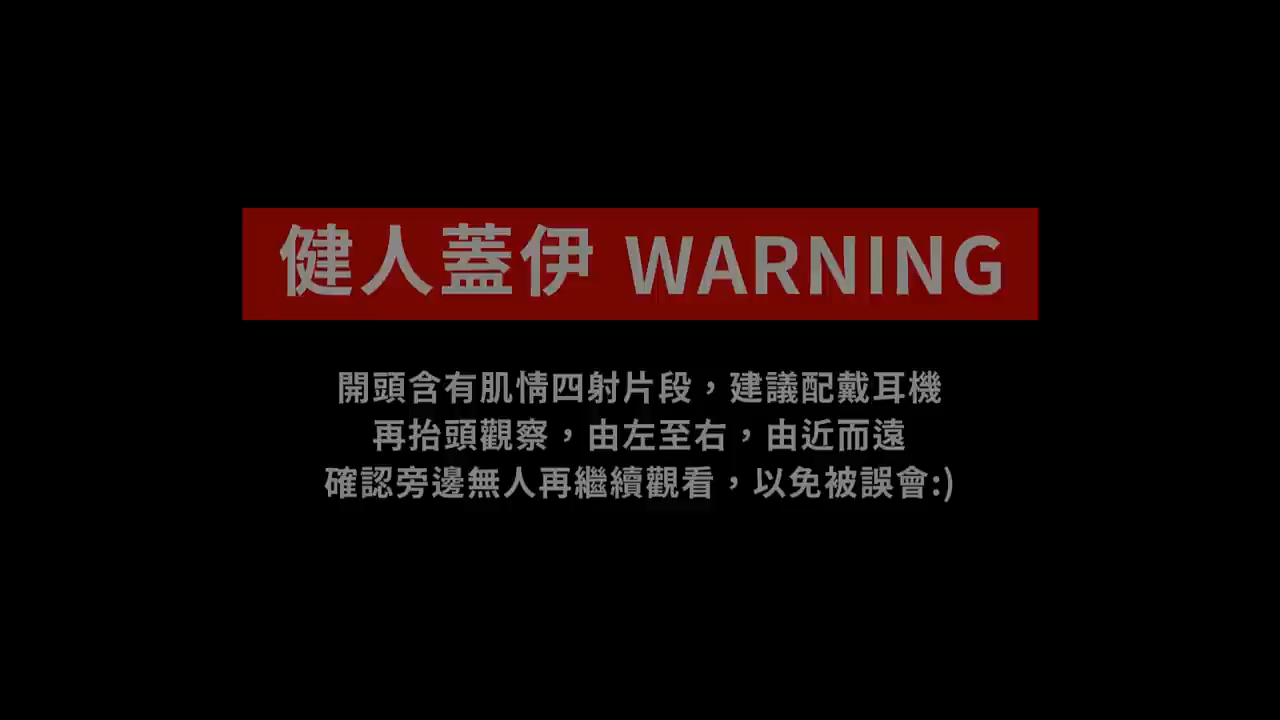 健人蓋伊 WARNING
開頭含有肌情四射片段，建議配戴耳機
再抬頭觀察，由左至右，由近而遠
確認旁邊無人再繼續觀看，以免被誤會:)